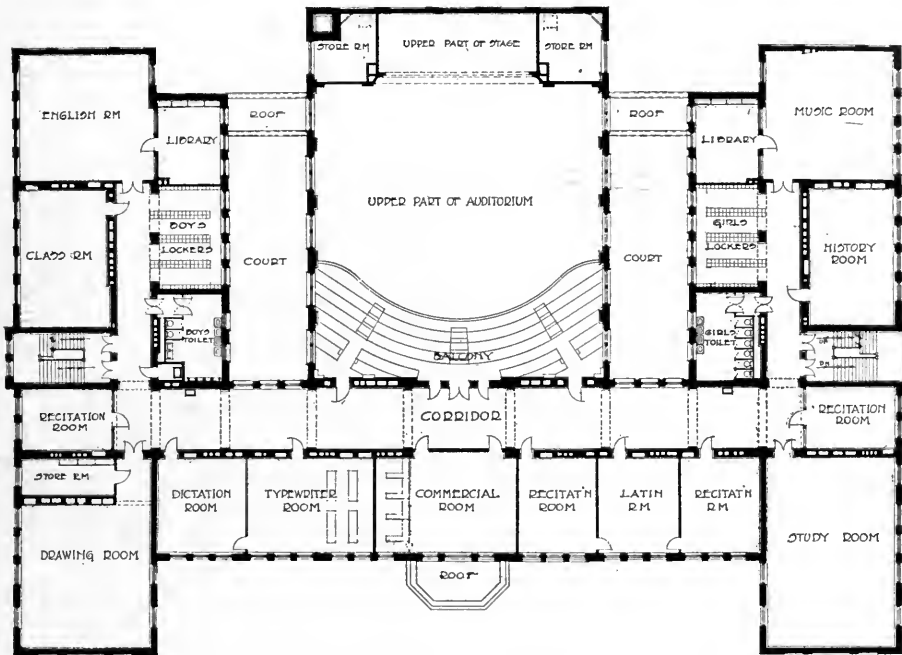 STORE RM
UPPER PART OF STAGE
STORE RM
ENGLISH RM
ROOF
ROOF
MUSIC ROOM
LIBRARY
LIBRARY
UPPER PART OF AUDITORIUM
BOYS
LOCKERS
GIRLS
LOCKERS
CLASS RM
COURT
COURT
HISTORY
ROOM
BOYS
TOILET
GIRLS
TOILET
BALCONY
RECITATION
ROOM
CORRIDOR
RECITATION
ROOM
STORE RM
DICTATION
ROOM
TYPEWRITER
ROOM
COMMERCIAL
ROOM
RECITAT'N
ROOM
LATIN
RM
RECITAT'N
RM
DRAWING ROOM
STUDY ROOM
ROOF